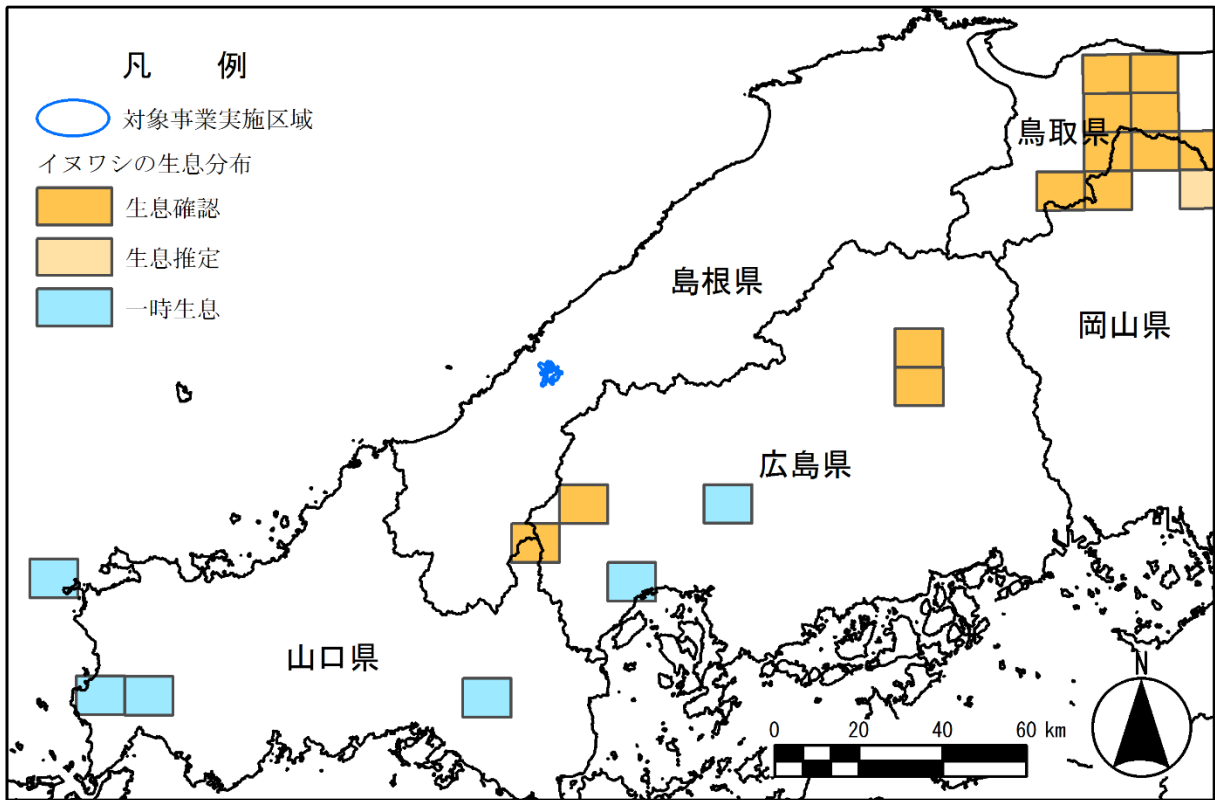 凡 例
対象事業実施区域
イヌワシの生息分布
生息確認
生息推定
一時生息
鳥取県
島根県
岡山県
広島県
山口県
N
0 20 40 60 km